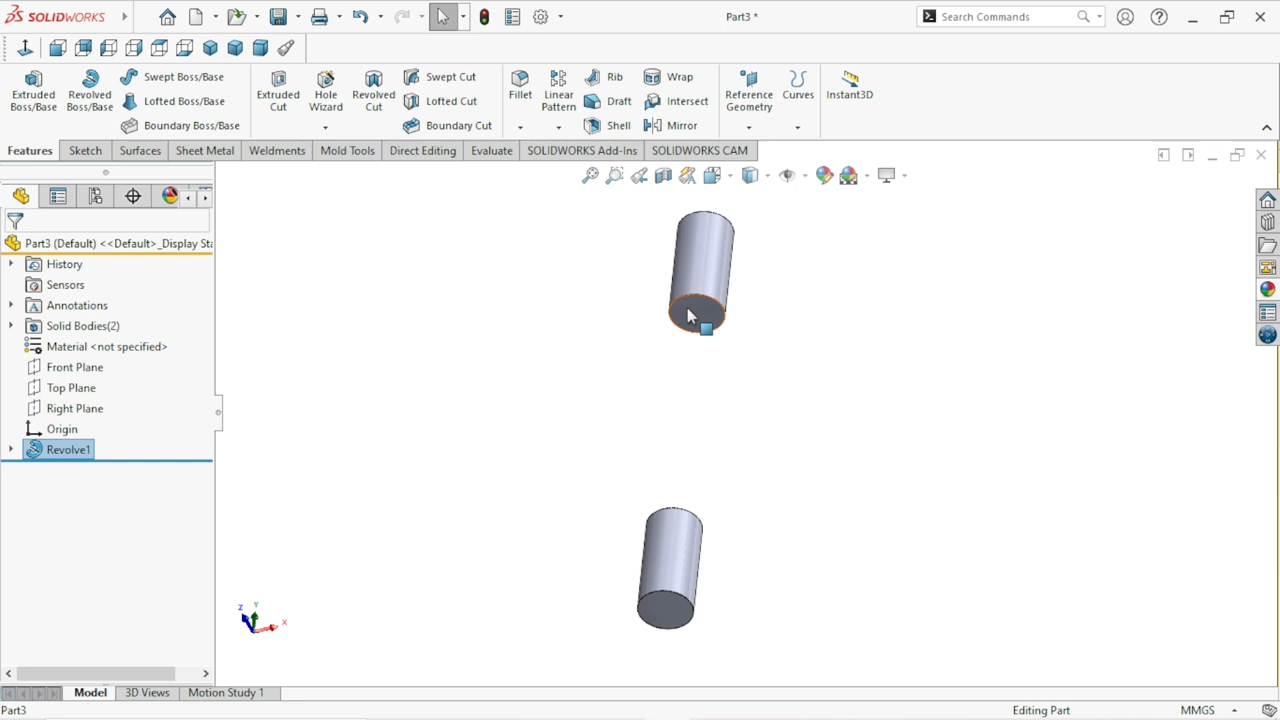 SOLIDWORKS
Part3 *
Search Commands
Extruded Boss/Base
Revolved Boss/Base
Swept Boss/Base
Lofted Boss/Base
Boundary Boss/Base
Extruded Cut
Hole Wizard
Revolved Cut
Swept Cut
Lofted Cut
Boundary Cut
Fillet
Linear Pattern
Rib
Draft
Shell
Wrap
Intersect
Mirror
Reference Geometry
Curves
Instant3D
Features
Sketch
Surfaces
Sheet Metal
Weldments
Mold Tools
Direct Editing
Evaluate
SOLIDWORKS Add-Ins
SOLIDWORKS CAM
Part3 (Default) <<Default>_Display Sta
History
Sensors
Annotations
Solid Bodies(2)
Material <not specified>
Front Plane
Top Plane
Right Plane
Origin
Revolve1
Z
Y
X
Model
3D Views
Motion Study 1
Part3
Editing Part
MMGS